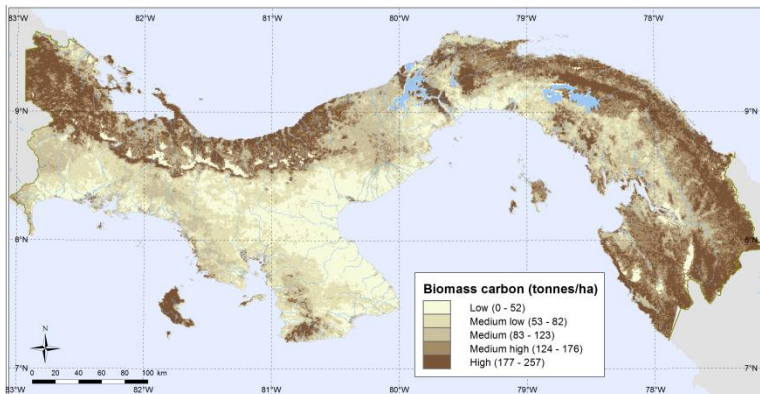 83°W
82°W
81°W
80°W
79°W
78°W
9°N
9°N
8°N
8°N
7°N
7°N
N
0 20 40 60 80 100 km
Biomass carbon (tonnes/ha)
Low (0 - 52)
Medium low (53 - 82)
Medium (83 - 123)
Medium high (124 - 176)
High (177 - 257)
83°W
82°W
81°W
80°W
79°W
78°W